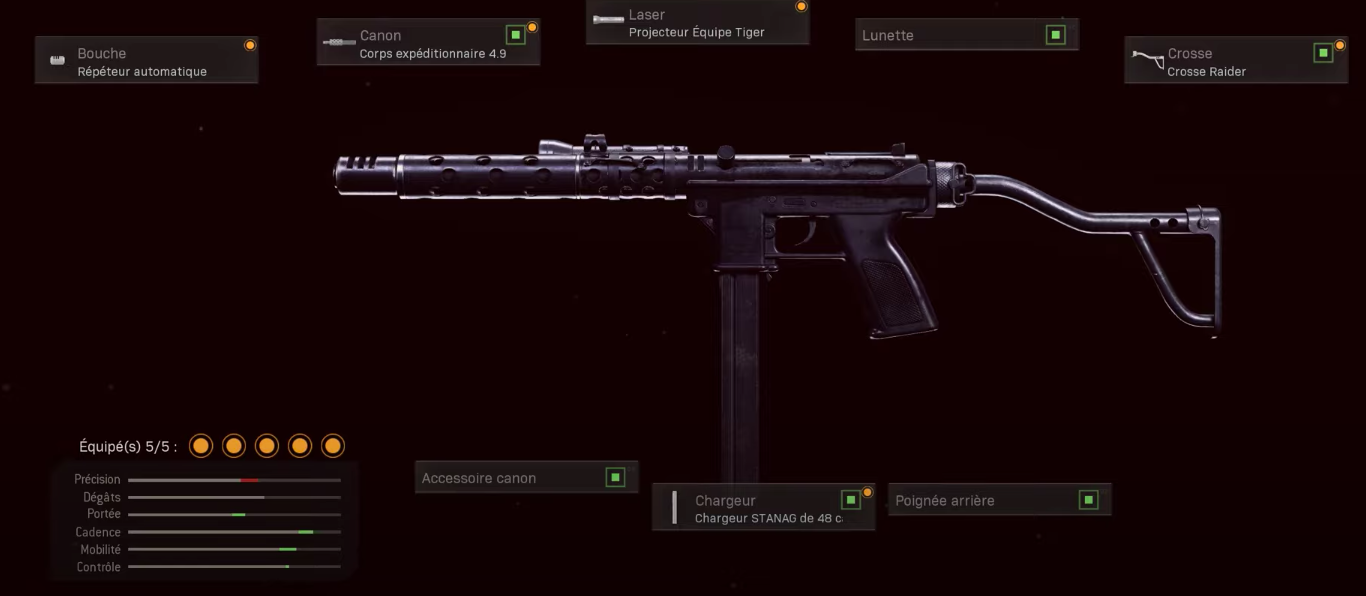 Bouche
Répéteur automatique
Canon
Corps expéditionnaire 4.9
Laser
Projecteur Équipe Tiger
Lunette
Crosse
Crosse Raider
Équipé(s) 5/5 :
Précision
Dégâts
Portée
Cadence
Mobilité
Contrôle
Accessoire canon
Chargeur
Chargeur STANAG de 48 c
Poignée arrière